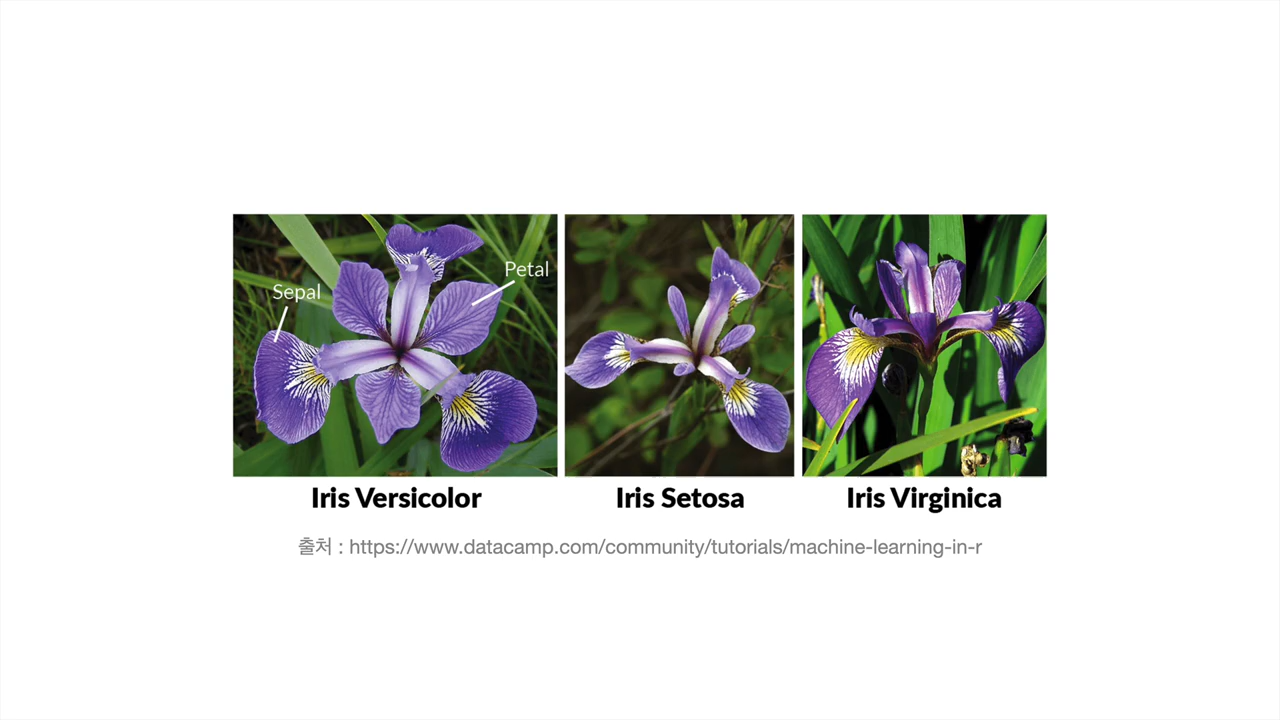 Sepal
Petal
Iris Versicolor
Iris Setosa
Iris Virginica
출처 : https://www.datacamp.com/community/tutorials/machine-learning-in-r